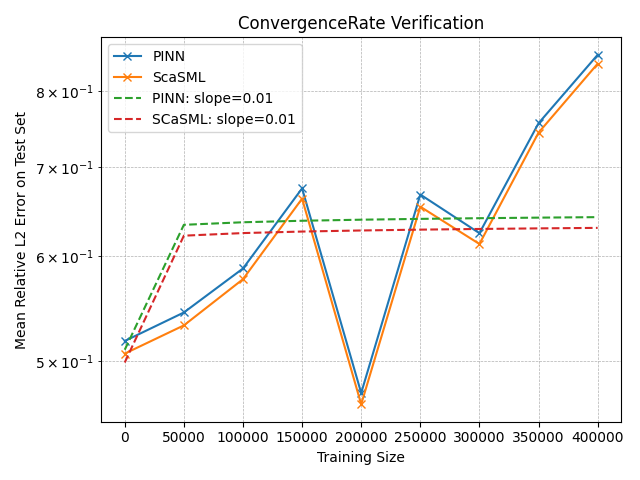 ConvergenceRate Verification
PINN
ScaSML
PINN: slope=0.01
SCaSML: slope=0.01
Mean Relative L2 Error on Test Set
8 × 10⁻¹
7 × 10⁻¹
6 × 10⁻¹
5 × 10⁻¹
0 50000 100000 150000 200000 250000 300000 350000 400000
Training Size